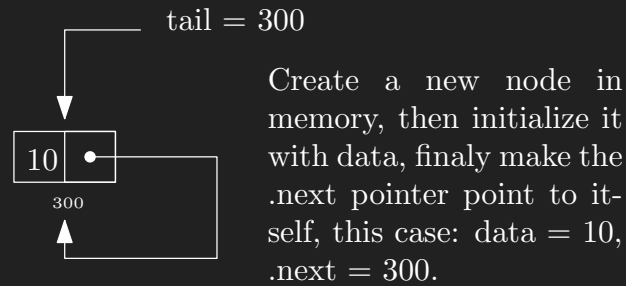 tail = 300
Create a new node in
memory, then initialize it
with data, finaly make the
.next pointer point to it-
self, this case: data = 10,
.next = 300.
10
300